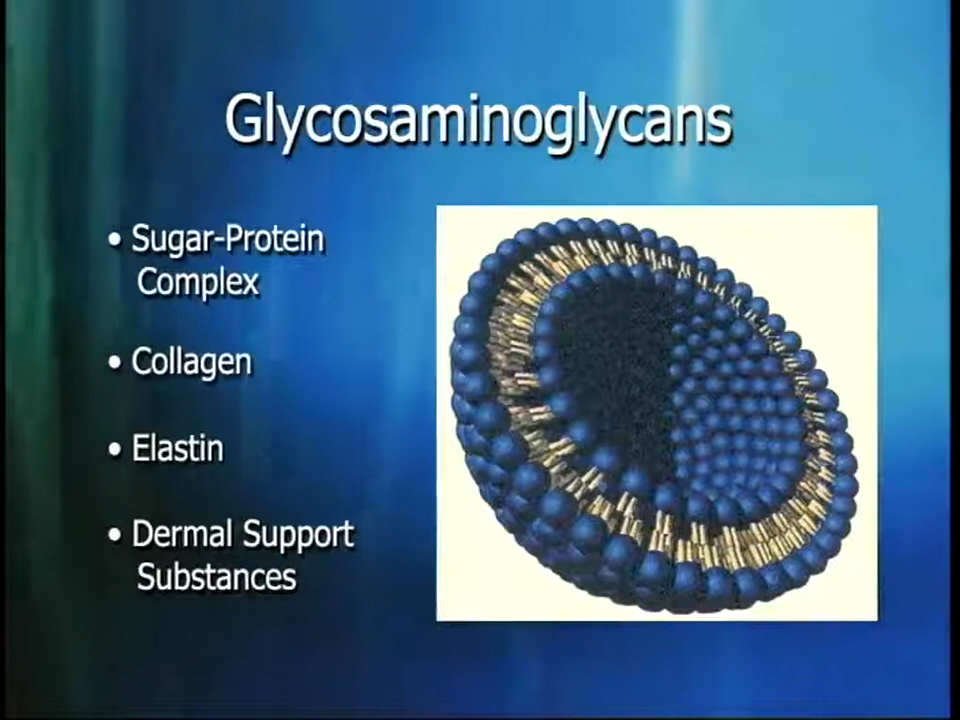 Glycosaminoglycans
• Sugar-Protein
Complex
• Collagen
• Elastin
• Dermal Support
Substances